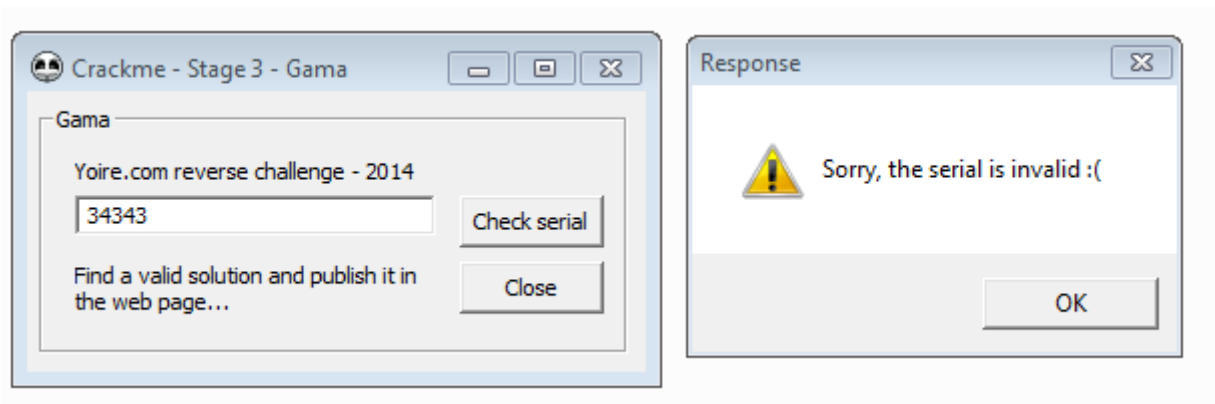 Crackme - Stage 3 - Gama
Gama
Yoire.com reverse challenge - 2014
34343
Check serial
Find a valid solution and publish it in
the web page...
Close
Response
Sorry, the serial is invalid :(
OK